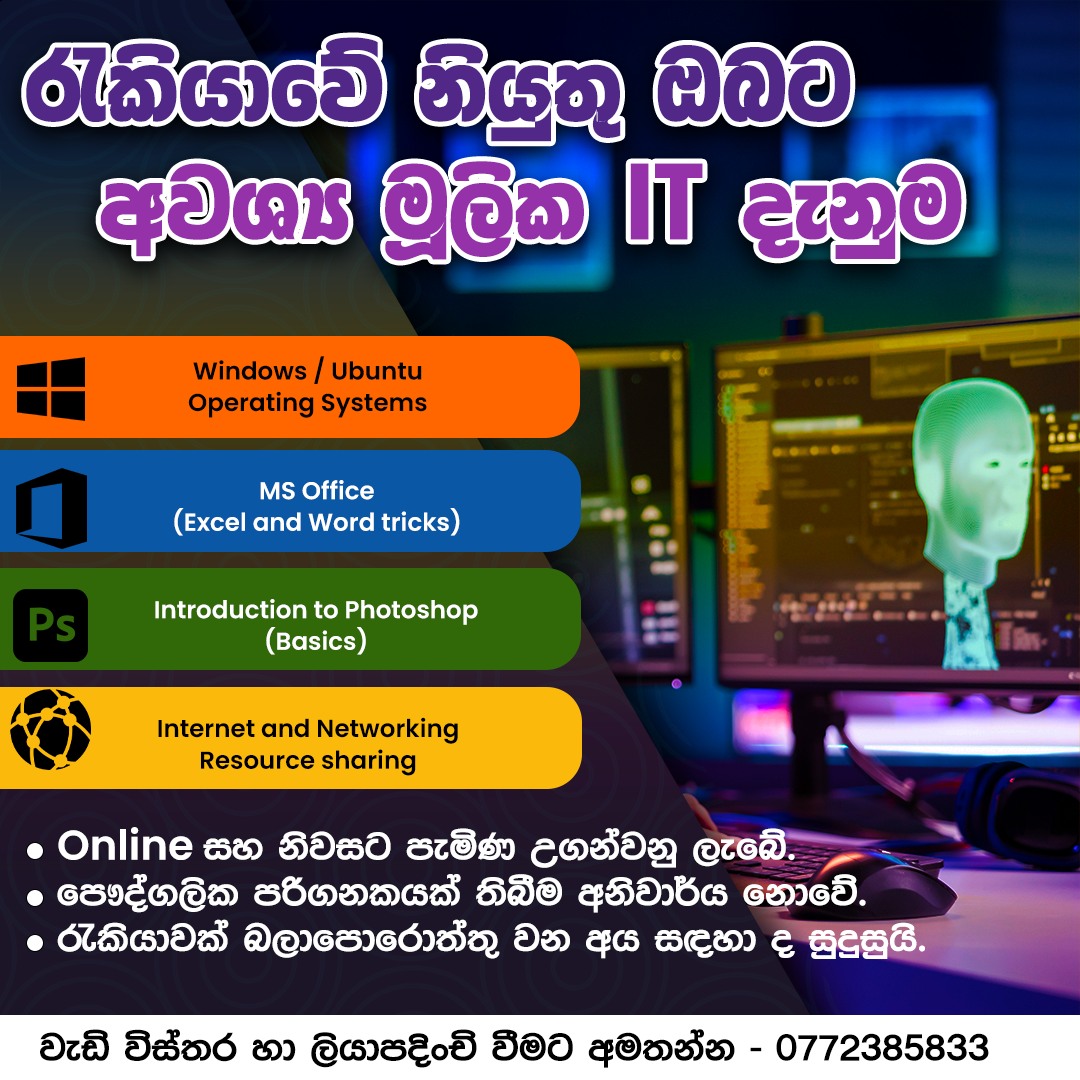 රැකියාවේ නියුතු ඔබට
අවශ්‍ය මූලික IT දැනුම
Windows / Ubuntu
Operating Systems
MS Office
(Excel and Word tricks)
Ps
Introduction to Photoshop
(Basics)
Internet and Networking
Resource sharing
• Online සහ නිවසට පැමිණ උගන්වනු ලැබේ.
• පෞද්ගලික පරිගනකයක් තිබීම අනිවාර්ය නොවේ.
• රැකියාවක් බලාපොරොත්තු වන අය සඳහා ද සුදුසුයි.
වැඩි විස්තර හා ලියාපදිංචි වීමට අමතන්න - 0772385833